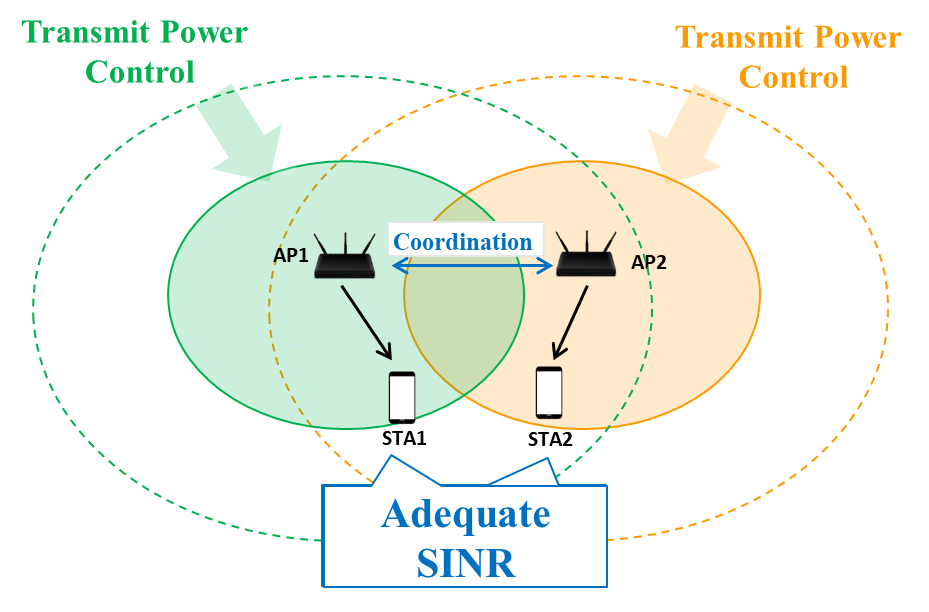 Transmit Power
Control
Transmit Power
Control
Coordination
AP1
AP2
STA1
STA2
Adequate
SINR